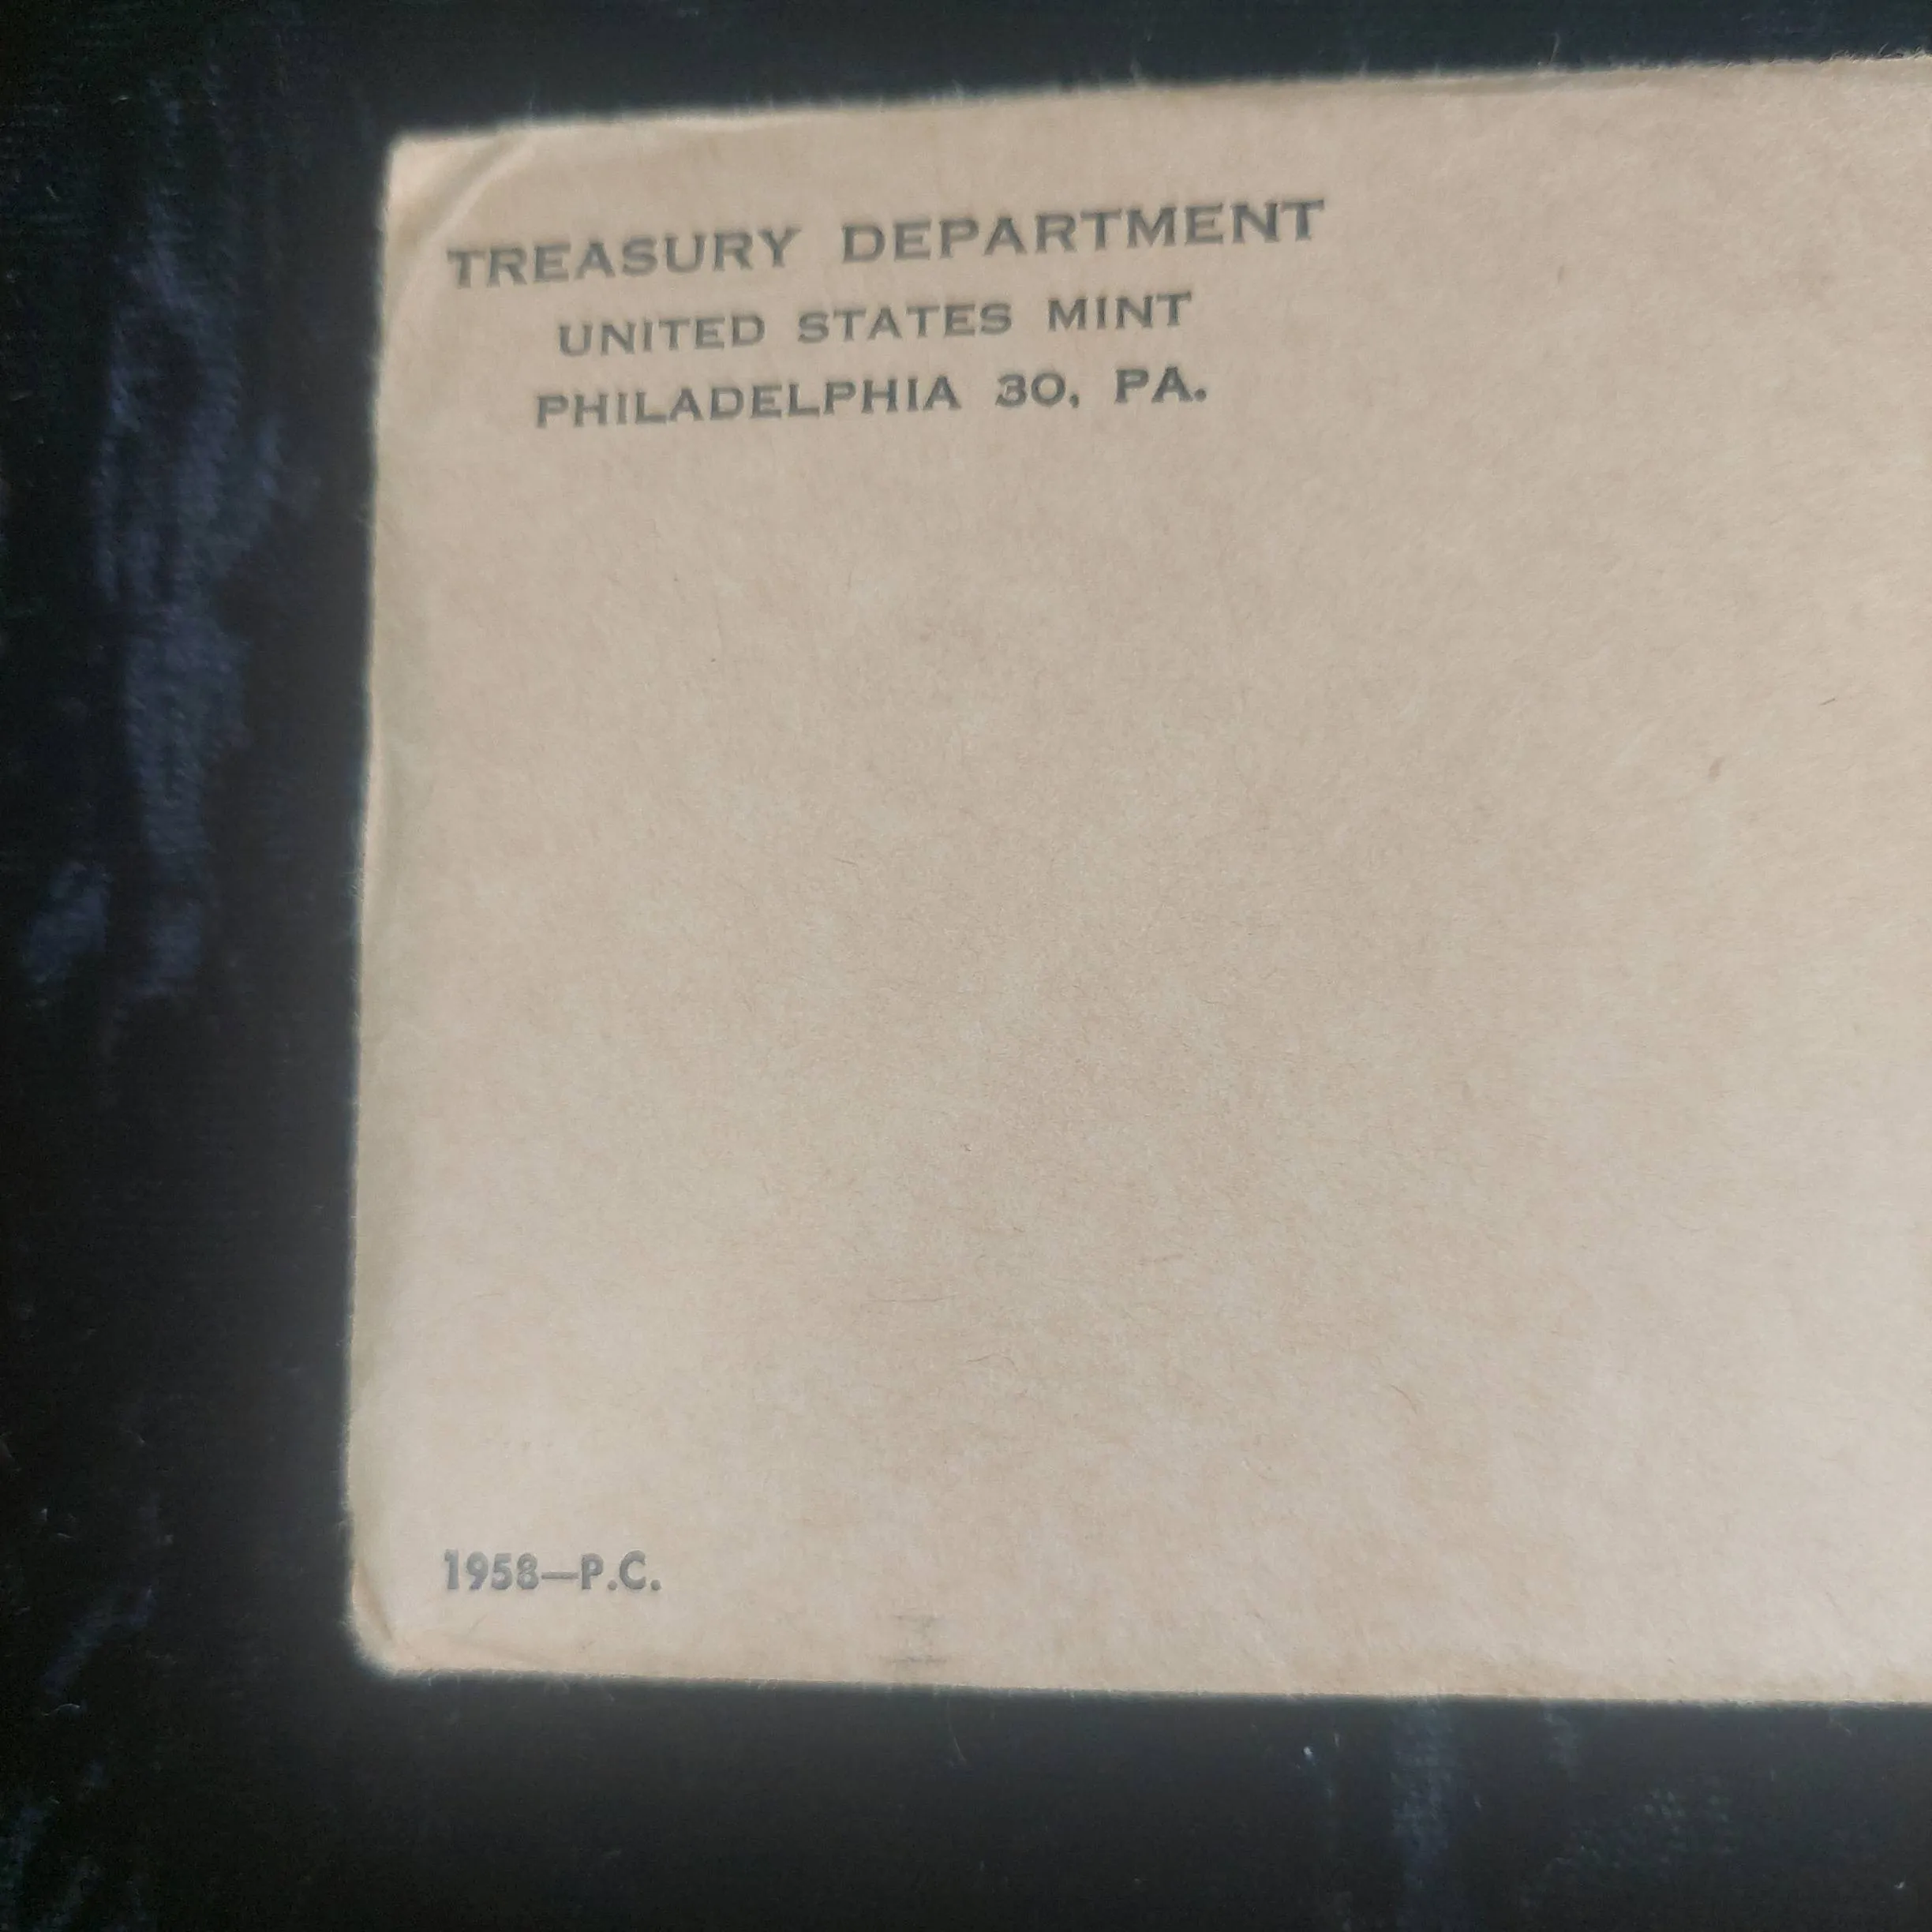 TREASURY DEPARTMENT
UNITED STATES MINT
PHILADELPHIA 30, PA.
1958—P.C.